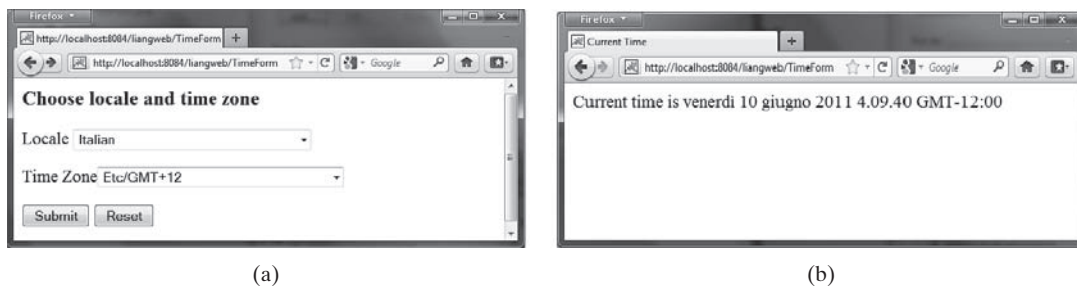 Firefox
http://localhost:8084/liangweb/TimeForm
http://localhost:8084/liangweb/TimeForm
Google
Choose locale and time zone
Locale Italian
Time Zone Etc/GMT+12
Submit Reset
(a)
Firefox
Current Time
http://localhost:8084/liangweb/TimeForm
Google
Current time is venerdì 10 giugno 2011 4.09.40 GMT-12:00
(b)